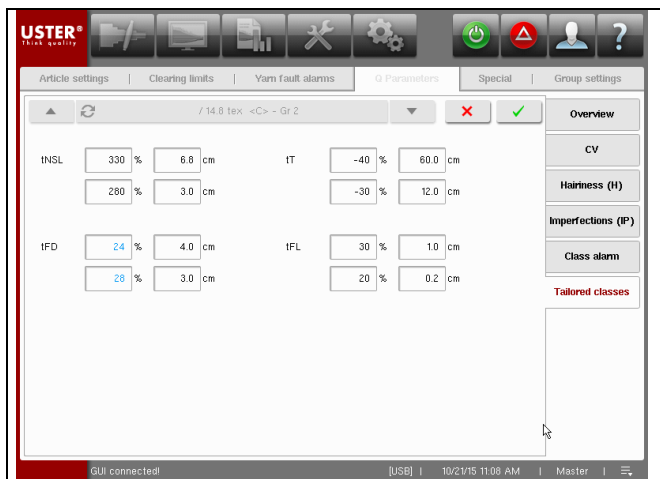 USTER®
Think quality
?
Article settings | Clearing limits | Yarn fault alarms Q Parameters Special | Group settings
/ 14.8 tex <C> - Gr 2
Overview
CV
Hairiness (H)
Imperfections (IP)
Class alarm
Tailored classes
tNSL 330 % 6.8 cm tT -40 % 60.0 cm
280 % 3.0 cm -30 % 12.0 cm
tFD 24 % 4.0 cm tFL 30 % 1.0 cm
28 % 3.0 cm 20 % 0.2 cm
GUI connected! [USB] | 10/21/15 11:08 AM | Master |